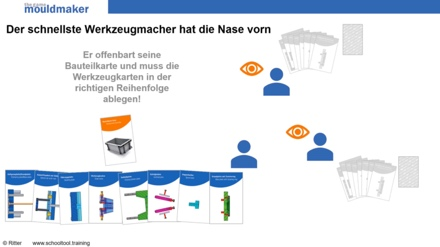 mouldmaker
Der schnellste Werkzeugmacher hat die Nase vorn
Er offenbart seine
Bauteilkarte und muss die
Werkzeugkarten in der
richtigen Reihenfolge
ablegen!
© Ritter www.schooltool.training